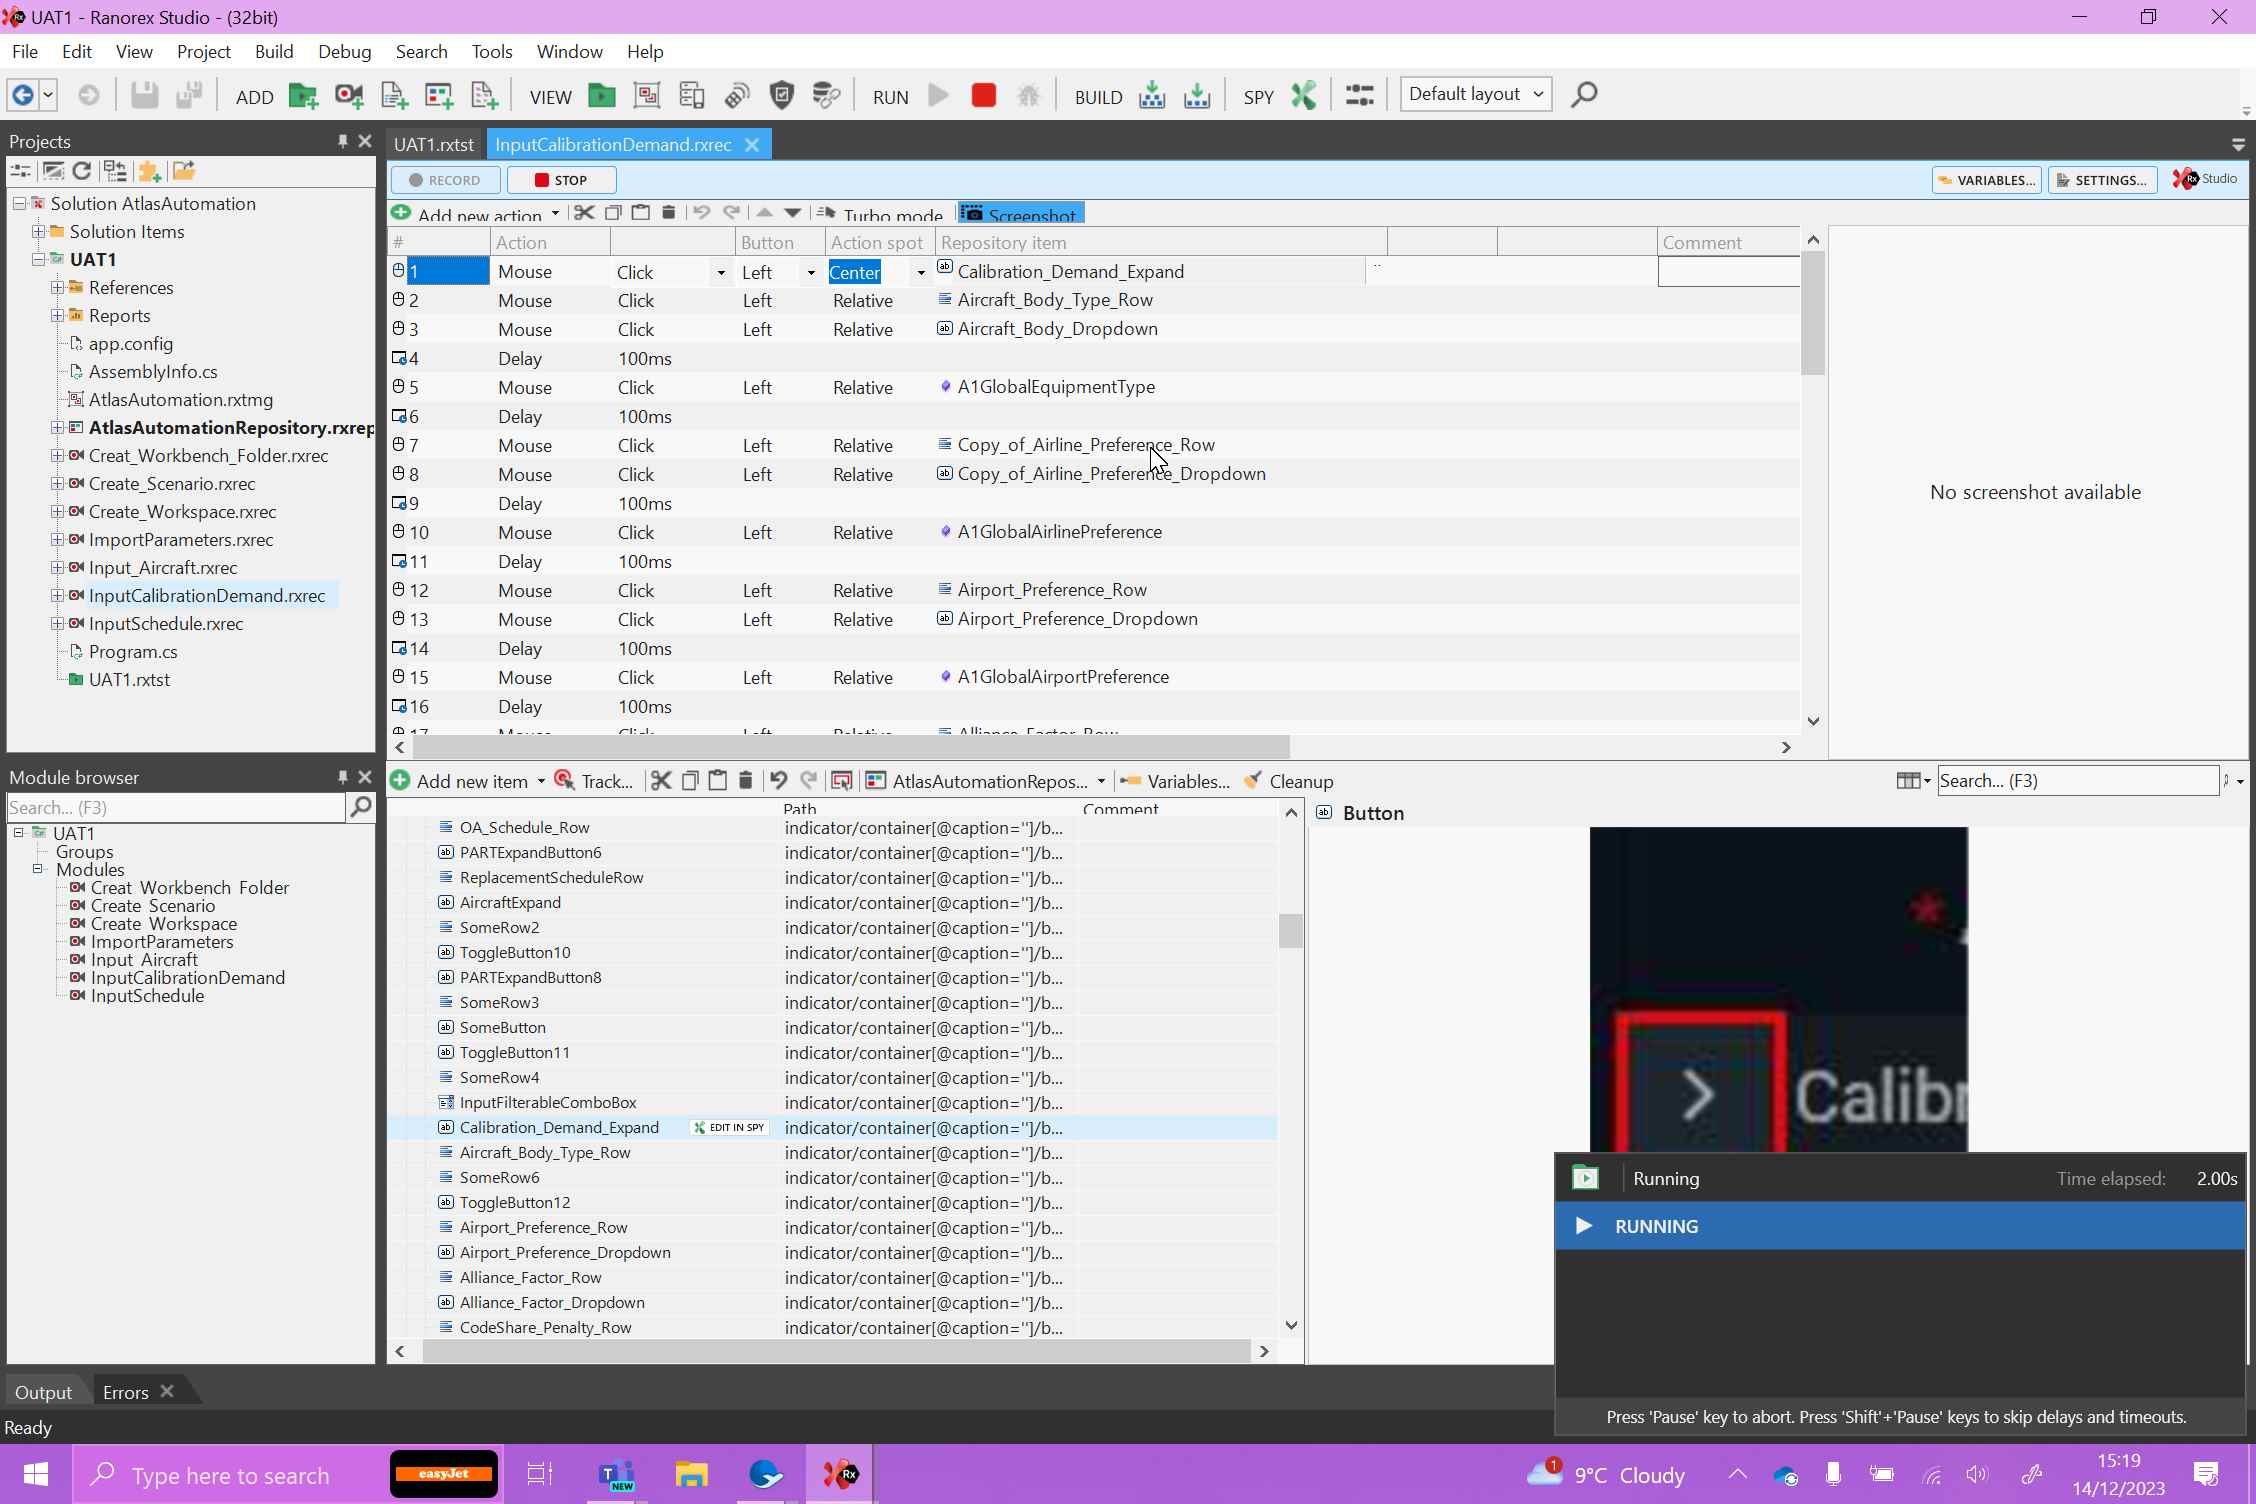 UAT1 - Ranorex Studio - (32bit)
File Edit View Project Build Debug Search Tools Window Help
ADD VIEW RUN BUILD SPY Default layout
Projects
UAT1.rxtst InputCalibrationDemand.rxrec
RECORD STOP VARIABLES... SETTINGS... Rx Studio
Add new action Turbo mode Screenshot
Solution AtlasAutomation
Solution Items
UAT1
References
Reports
app.config
AssemblyInfo.cs
AtlasAutomation.rxtmg
AtlasAutomationRepository.rxrep
Creat_Workbench_Folder.rxrec
Create_Scenario.rxrec
Create_Workspace.rxrec
ImportParameters.rxrec
Input_Aircraft.rxrec
InputCalibrationDemand.rxrec
InputSchedule.rxrec
Program.cs
UAT1.rxtst
# Action Button Action spot Repository item Comment
1 Mouse Click Left Center Calibration_Demand_Expand
2 Mouse Click Left Relative Aircraft_Body_Type_Row
3 Mouse Click Left Relative Aircraft_Body_Dropdown
4 Delay 100ms
5 Mouse Click Left Relative A1GlobalEquipmentType
6 Delay 100ms
7 Mouse Click Left Relative Copy_of_Airline_Preference_Row
8 Mouse Click Left Relative Copy_of_Airline_Preference_Dropdown
9 Delay 100ms
10 Mouse Click Left Relative A1GlobalAirlinePreference
11 Delay 100ms
12 Mouse Click Left Relative Airport_Preference_Row
13 Mouse Click Left Relative Airport_Preference_Dropdown
14 Delay 100ms
15 Mouse Click Left Relative A1GlobalAirportPreference
16 Delay 100ms
17 Mouse Click Left Relative Alliance_Factor_Row
No screenshot available
Module browser
Search... (F3)
UAT1
Groups
Modules
Creat Workbench Folder
Create Scenario
Create Workspace
ImportParameters
Input Aircraft
InputCalibrationDemand
InputSchedule
Add new item Track... AtlasAutomationRepos... Variables... Cleanup Search... (F3)
Path Comment
OA_Schedule_Row indicator/container[@caption='']/b...
PARTExpandButton6 indicator/container[@caption='']/b...
ReplacementScheduleRow indicator/container[@caption='']/b...
AircraftExpand indicator/container[@caption='']/b...
SomeRow2 indicator/container[@caption='']/b...
ToggleButton10 indicator/container[@caption='']/b...
PARTExpandButton8 indicator/container[@caption='']/b...
SomeRow3 indicator/container[@caption='']/b...
SomeButton indicator/container[@caption='']/b...
ToggleButton11 indicator/container[@caption='']/b...
SomeRow4 indicator/container[@caption='']/b...
InputFilterableComboBox indicator/container[@caption='']/b...
Calibration_Demand_Expand EDIT IN SPY indicator/container[@caption='']/b...
Aircraft_Body_Type_Row indicator/container[@caption='']/b...
SomeRow6 indicator/container[@caption='']/b...
ToggleButton12 indicator/container[@caption='']/b...
Airport_Preference_Row indicator/container[@caption='']/b...
Airport_Preference_Dropdown indicator/container[@caption='']/b...
Alliance_Factor_Row indicator/container[@caption='']/b...
Alliance_Factor_Dropdown indicator/container[@caption='']/b...
CodeShare_Penalty_Row indicator/container[@caption='']/b...
Button
Calibr
Running Time elapsed: 2.00s
RUNNING
Press 'Pause' key to abort. Press 'Shift'+'Pause' keys to skip delays and timeouts.
Output Errors
Ready
Type here to search easyJet NEW Rx 1 9°C Cloudy 15:19
14/12/2023